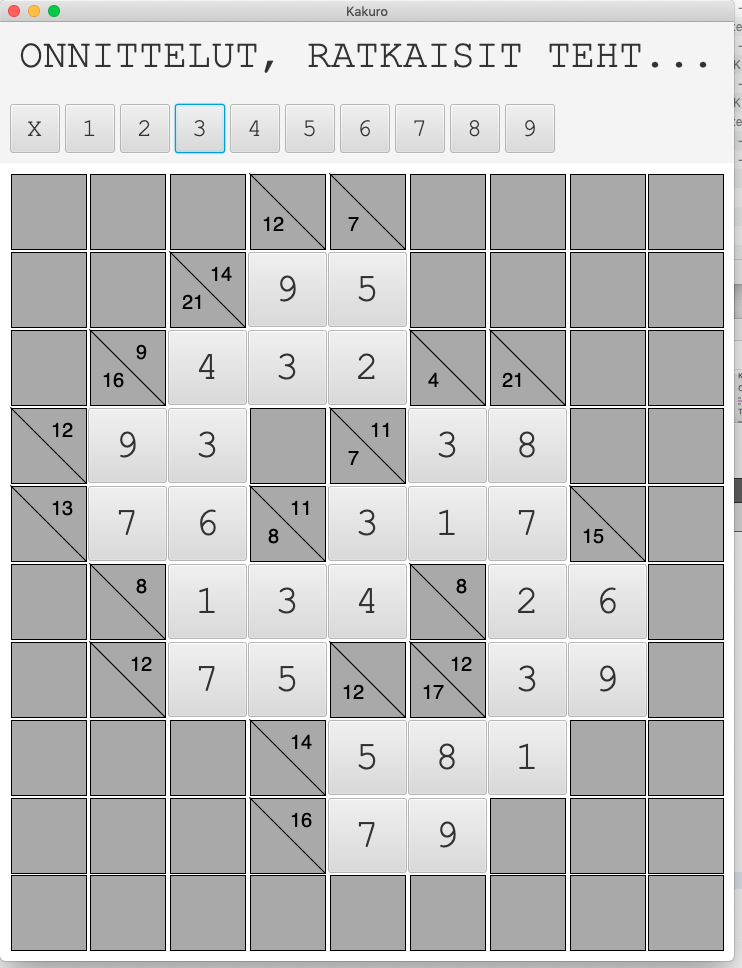 Kakuro
ONNITTELUT, RATKAISIT TEHT...
X 1 2 3 4 5 6 7 8 9
12 7
14 21 9 5
9 16 4 3 2 4 21
12 9 3 11 7 3 8
13 7 6 11 8 3 1 7 15
8 1 3 4 8 2 6
12 7 5 12 12 17 3 9
14 5 8 1
16 7 9